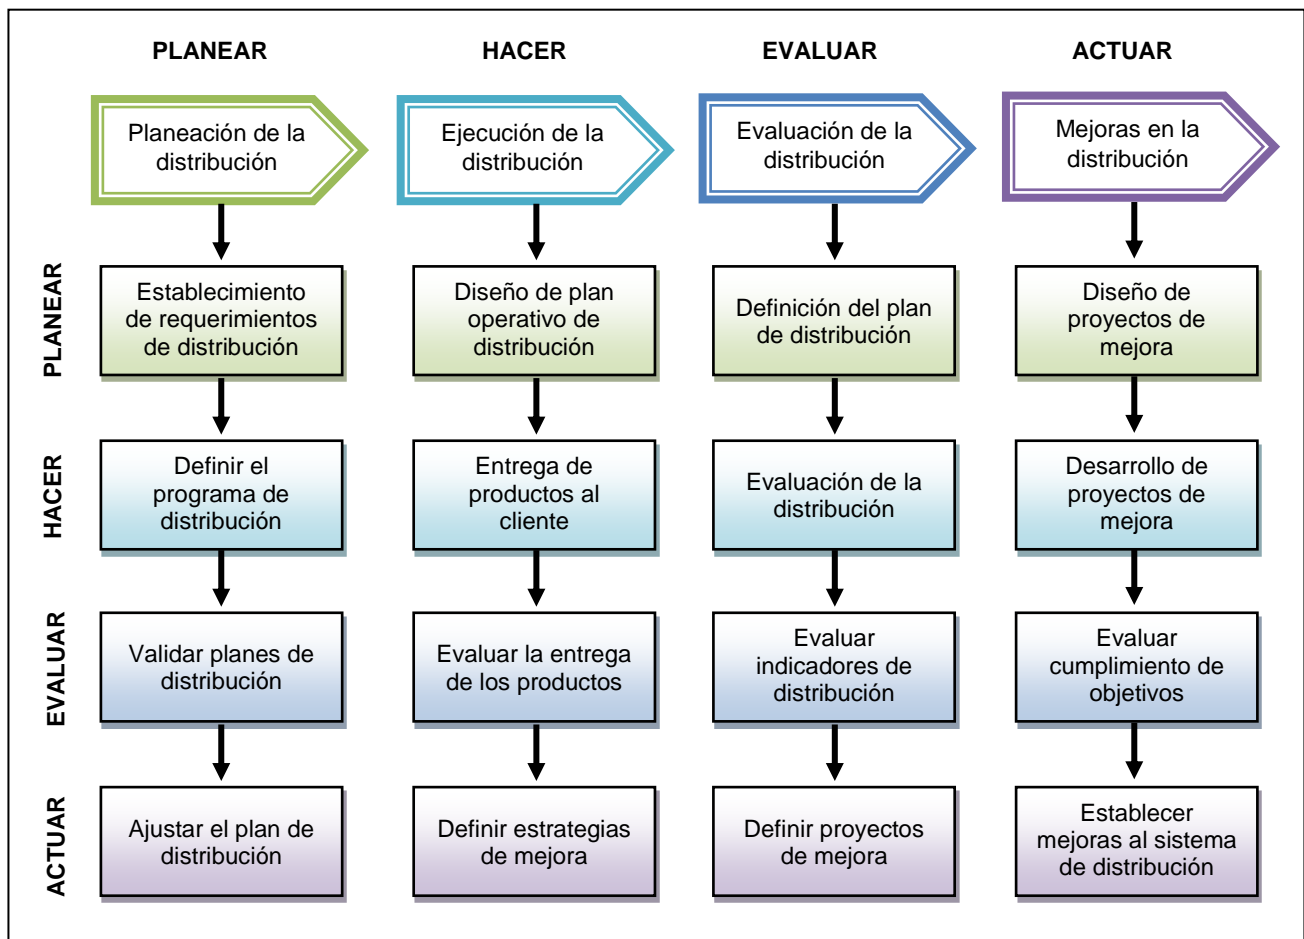 PLANEAR
HACER
EVALUAR
ACTUAR
Planeación de la
distribución
Ejecución de la
distribución
Evaluación de la
distribución
Mejoras en la
distribución
PLANEAR
Establecimiento
de requerimientos
de distribución
Diseño de plan
operativo de
distribución
Definición del plan
de distribución
Diseño de
proyectos de
mejora
HACER
Definir el
programa de
distribución
Entrega de
productos al
cliente
Evaluación de la
distribución
Desarrollo de
proyectos de
mejora
EVALUAR
Validar planes de
distribución
Evaluar la entrega
de los productos
Evaluar
indicadores de
distribución
Evaluar
cumplimiento de
objetivos
ACTUAR
Ajustar el plan de
distribución
Definir estrategias
de mejora
Definir proyectos
de mejora
Establecer
mejoras al sistema
de distribución